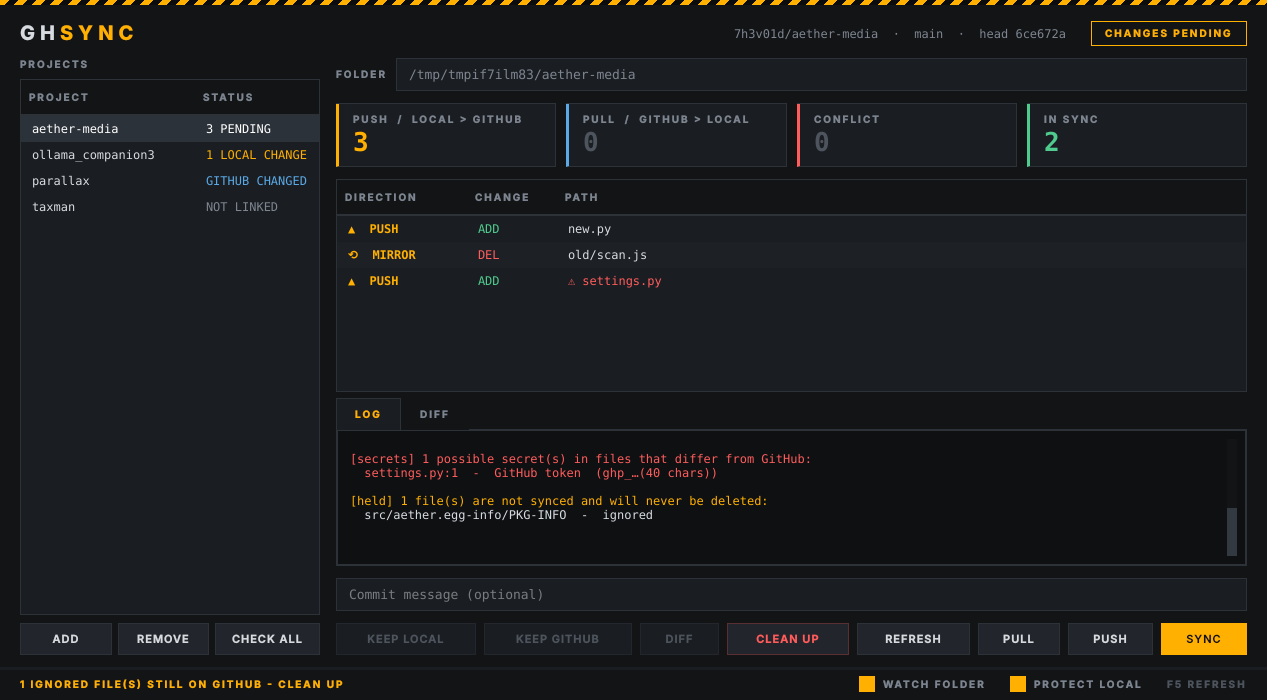 GHSYNC
7h3v01d/aether-media · main · head 6ce672a
CHANGES PENDING
PROJECTS
PROJECT STATUS
aether-media 3 PENDING
ollama_companion3 1 LOCAL CHANGE
parallax GITHUB CHANGED
taxman NOT LINKED
ADD REMOVE CHECK ALL
FOLDER /tmp/tmpif7ilm83/aether-media
PUSH / LOCAL > GITHUB
3
PULL / GITHUB > LOCAL
0
CONFLICT
0
IN SYNC
2
DIRECTION CHANGE PATH
▲ PUSH ADD new.py
⟲ MIRROR DEL old/scan.js
▲ PUSH ADD ⚠ settings.py
LOG DIFF
[secrets] 1 possible secret(s) in files that differ from GitHub:
settings.py:1 - GitHub token (ghp_…(40 chars))
[held] 1 file(s) are not synced and will never be deleted:
src/aether.egg-info/PKG-INFO - ignored
Commit message (optional)
KEEP LOCAL KEEP GITHUB DIFF CLEAN UP REFRESH PULL PUSH SYNC
1 IGNORED FILE(S) STILL ON GITHUB - CLEAN UP
WATCH FOLDER PROTECT LOCAL F5 REFRESH